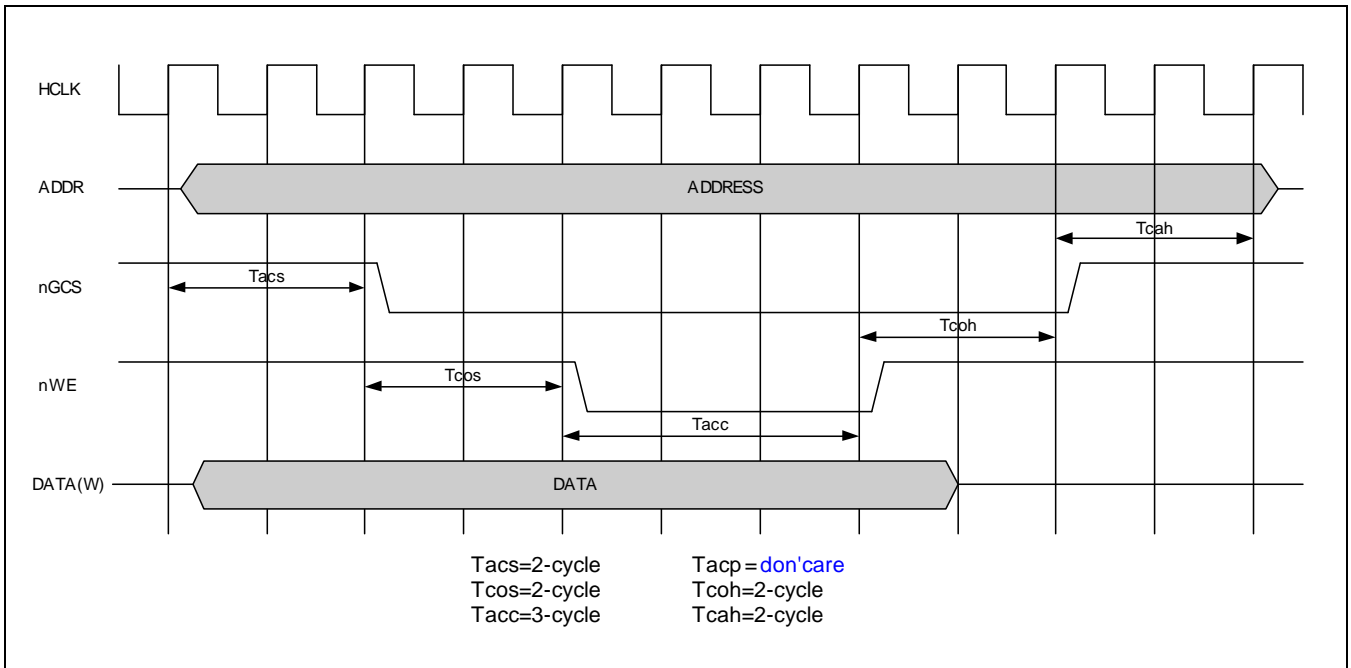 HCLK
ADDR
ADDRESS
Tcah
nGCS
Tacs
Tcoh
nWE
Tcos
Tacc
DATA(W)
DATA
Tacs=2-cycle Tacp=don'care
Tcos=2-cycle Tcoh=2-cycle
Tacc=3-cycle Tcah=2-cycle